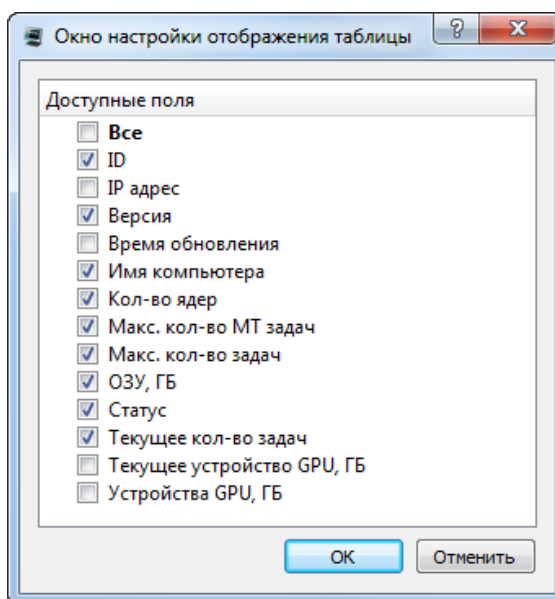 Окно настройки отображения таблицы
Доступные поля
Все
ID
IP адрес
Версия
Время обновления
Имя компьютера
Кол-во ядер
Макс. кол-во МТ задач
Макс. кол-во задач
ОЗУ, ГБ
Статус
Текущее кол-во задач
Текущее устройство GPU, ГБ
Устройства GPU, ГБ
ОК Отменить